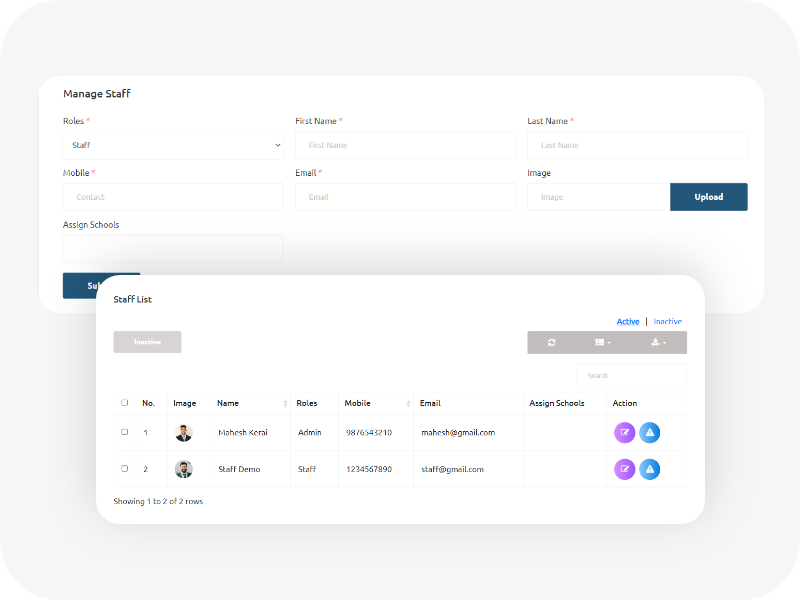 Manage Staff
Roles * First Name * Last Name *
Staff First Name Last Name
Mobile * Email * Image
Contact Email Image Upload
Assign Schools
Staff List
Active | Inactive
Inactive
Search
No. Image Name Roles Mobile Email Assign Schools Action
1 Mahesh Kerai Admin 9876543210 mahesh@gmail.com
2 Staff Demo Staff 1234567890 staff@gmail.com
Showing 1 to 2 of 2 rows